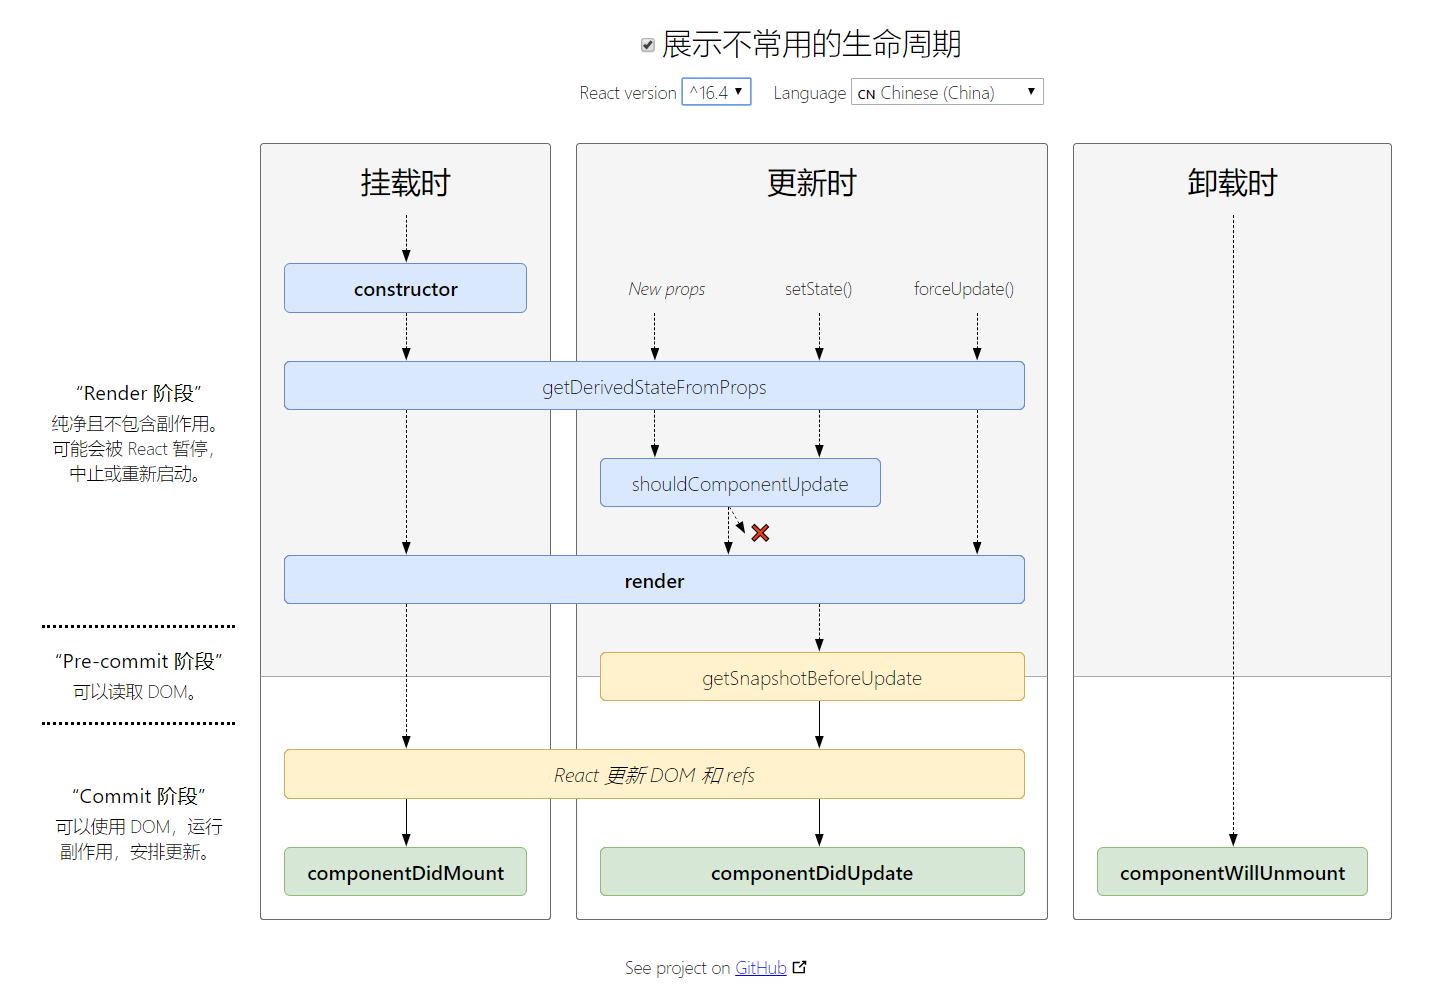 展示不常用的生命周期
React version ^16.4 Language CN Chinese (China)
挂载时
更新时
卸载时
constructor
New props
setState()
forceUpdate()
getDerivedStateFromProps
“Render 阶段”
纯净且不包含副作用。
可能会被 React 暂停，
中止或重新启动。
shouldComponentUpdate
render
“Pre-commit 阶段”
可以读取 DOM。
getSnapshotBeforeUpdate
React 更新 DOM 和 refs
“Commit 阶段”
可以使用 DOM，运行
副作用，安排更新。
componentDidMount
componentDidUpdate
componentWillUnmount
See project on GitHub